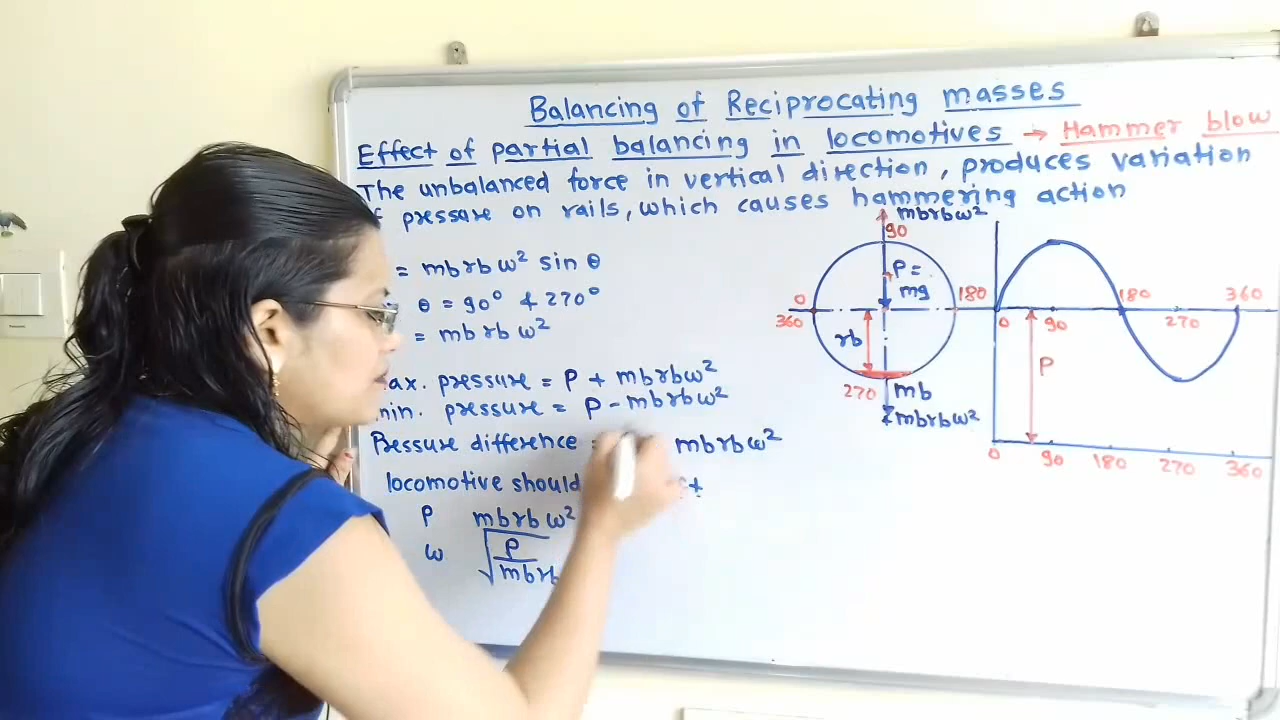 Balancing of Reciprocating masses
Effect of partial balancing in locomotives → Hammer blow
The unbalanced force in vertical direction, produces variation
pressure on rails, which causes hammering action
= mbrbω² sin θ
θ = 90° & 270°
= mbrbω²
pressure = P + mbrbω²
min. pressure = P - mbrbω²
Pressure difference = mbrbω²
locomotive should
P mbrbω²
ω √P/mbrb
mbrbω²
90
P =
mg
0
360
180
rb
270
mb
mbrbω²
0 90 180 270 360
P
0 90 180 270 360